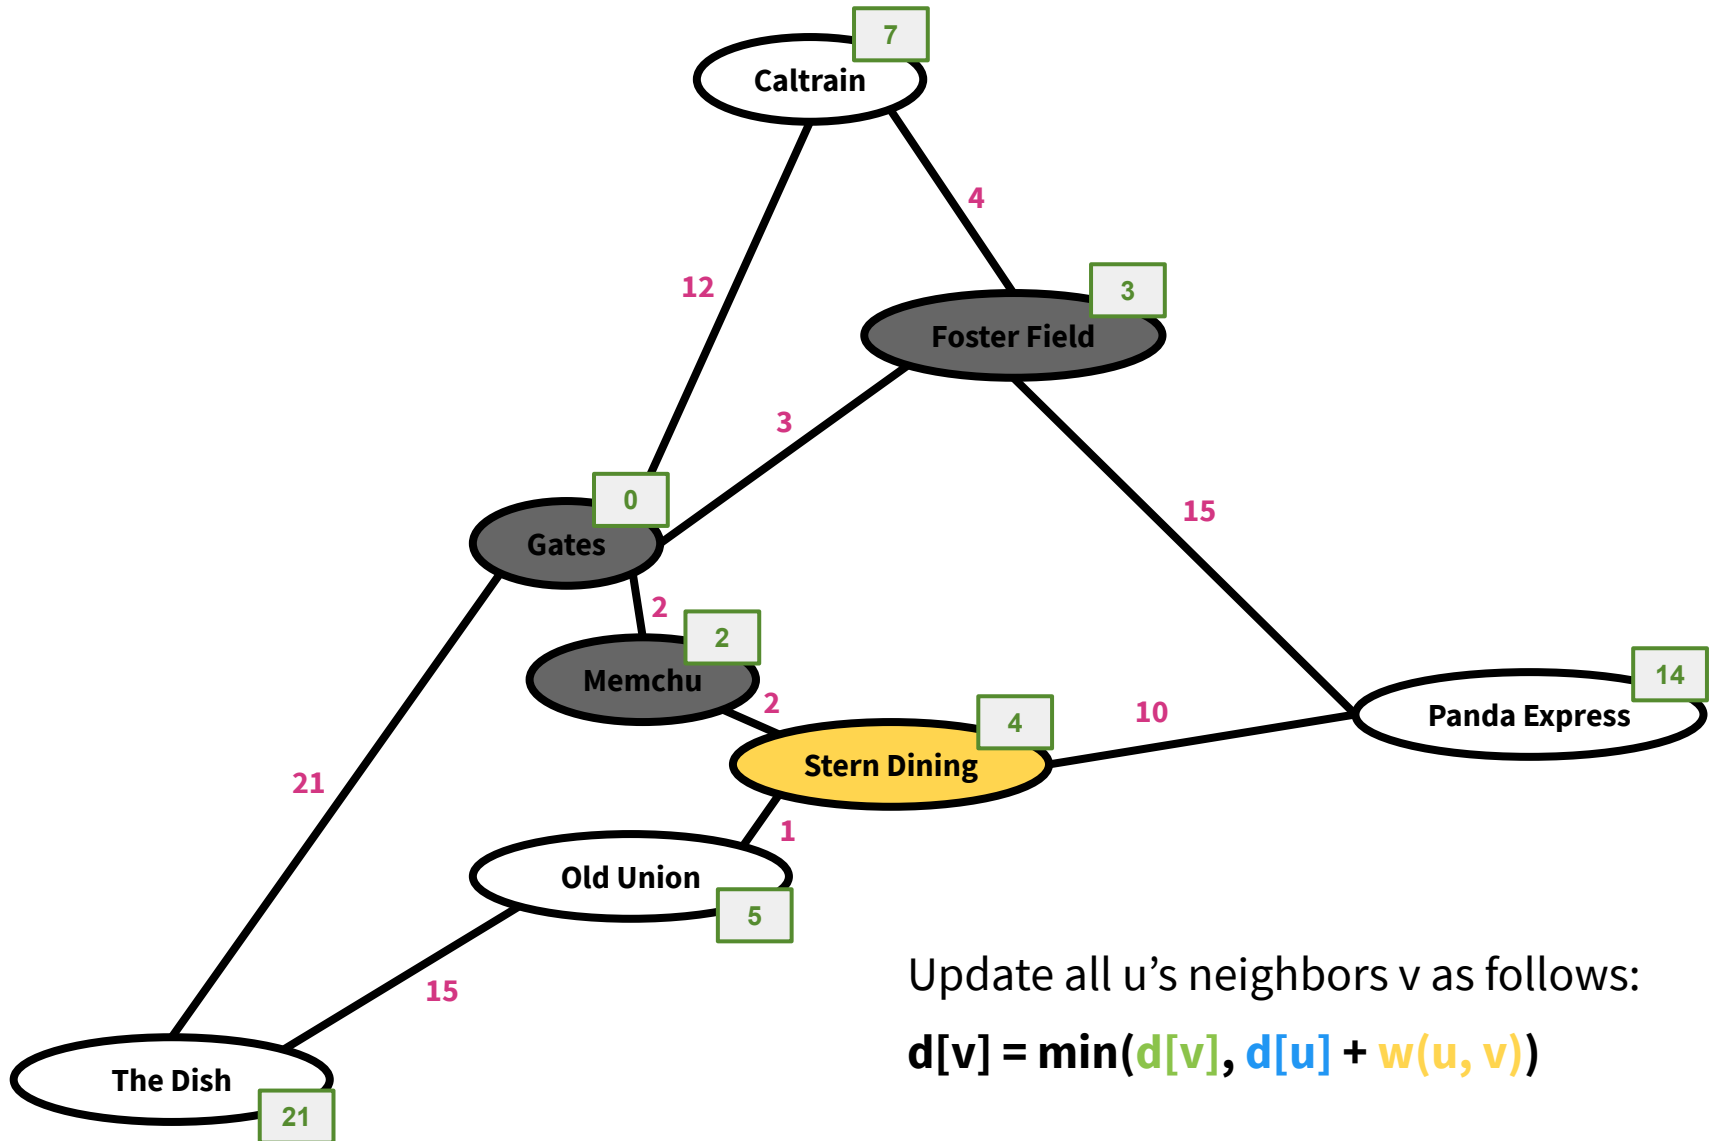 7
Caltrain
4
12
3
Foster Field
3
0
15
Gates
2
2
14
Memchu
2
4
10
Panda Express
Stern Dining
21
1
Old Union
5
15
Update all u’s neighbors v as follows:
d[v] = min(d[v], d[u] + w(u, v))
The Dish
21